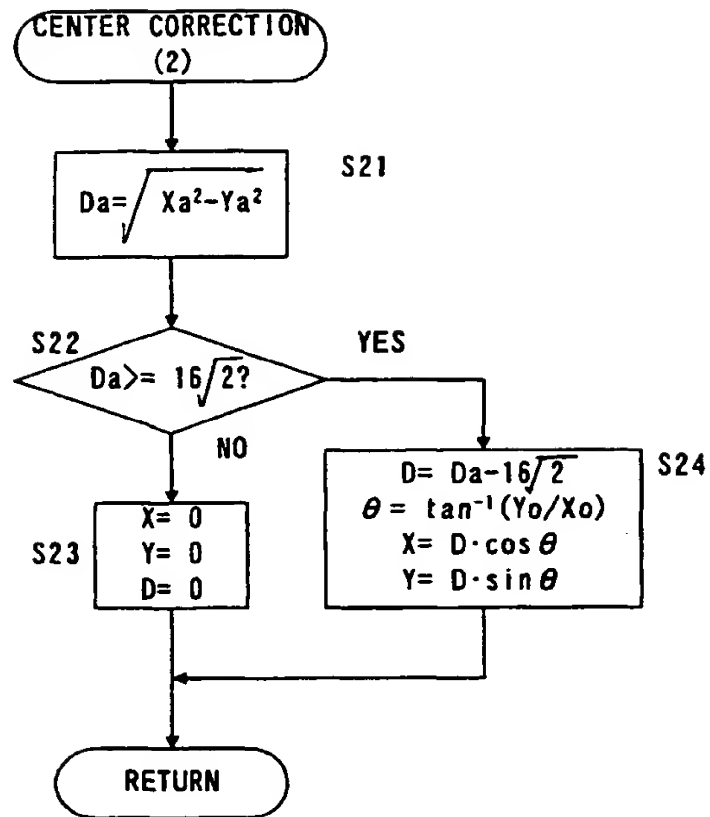 CENTER CORRECTION
(2)
S21
Da=√Xa²-Ya²
S22
YES
Da>= 16√2?
NO
S24
D= Da-16√2
θ = tan⁻¹(Yo/Xo)
X= D·cosθ
Y= D·sinθ
S23
X= 0
Y= 0
D= 0
RETURN